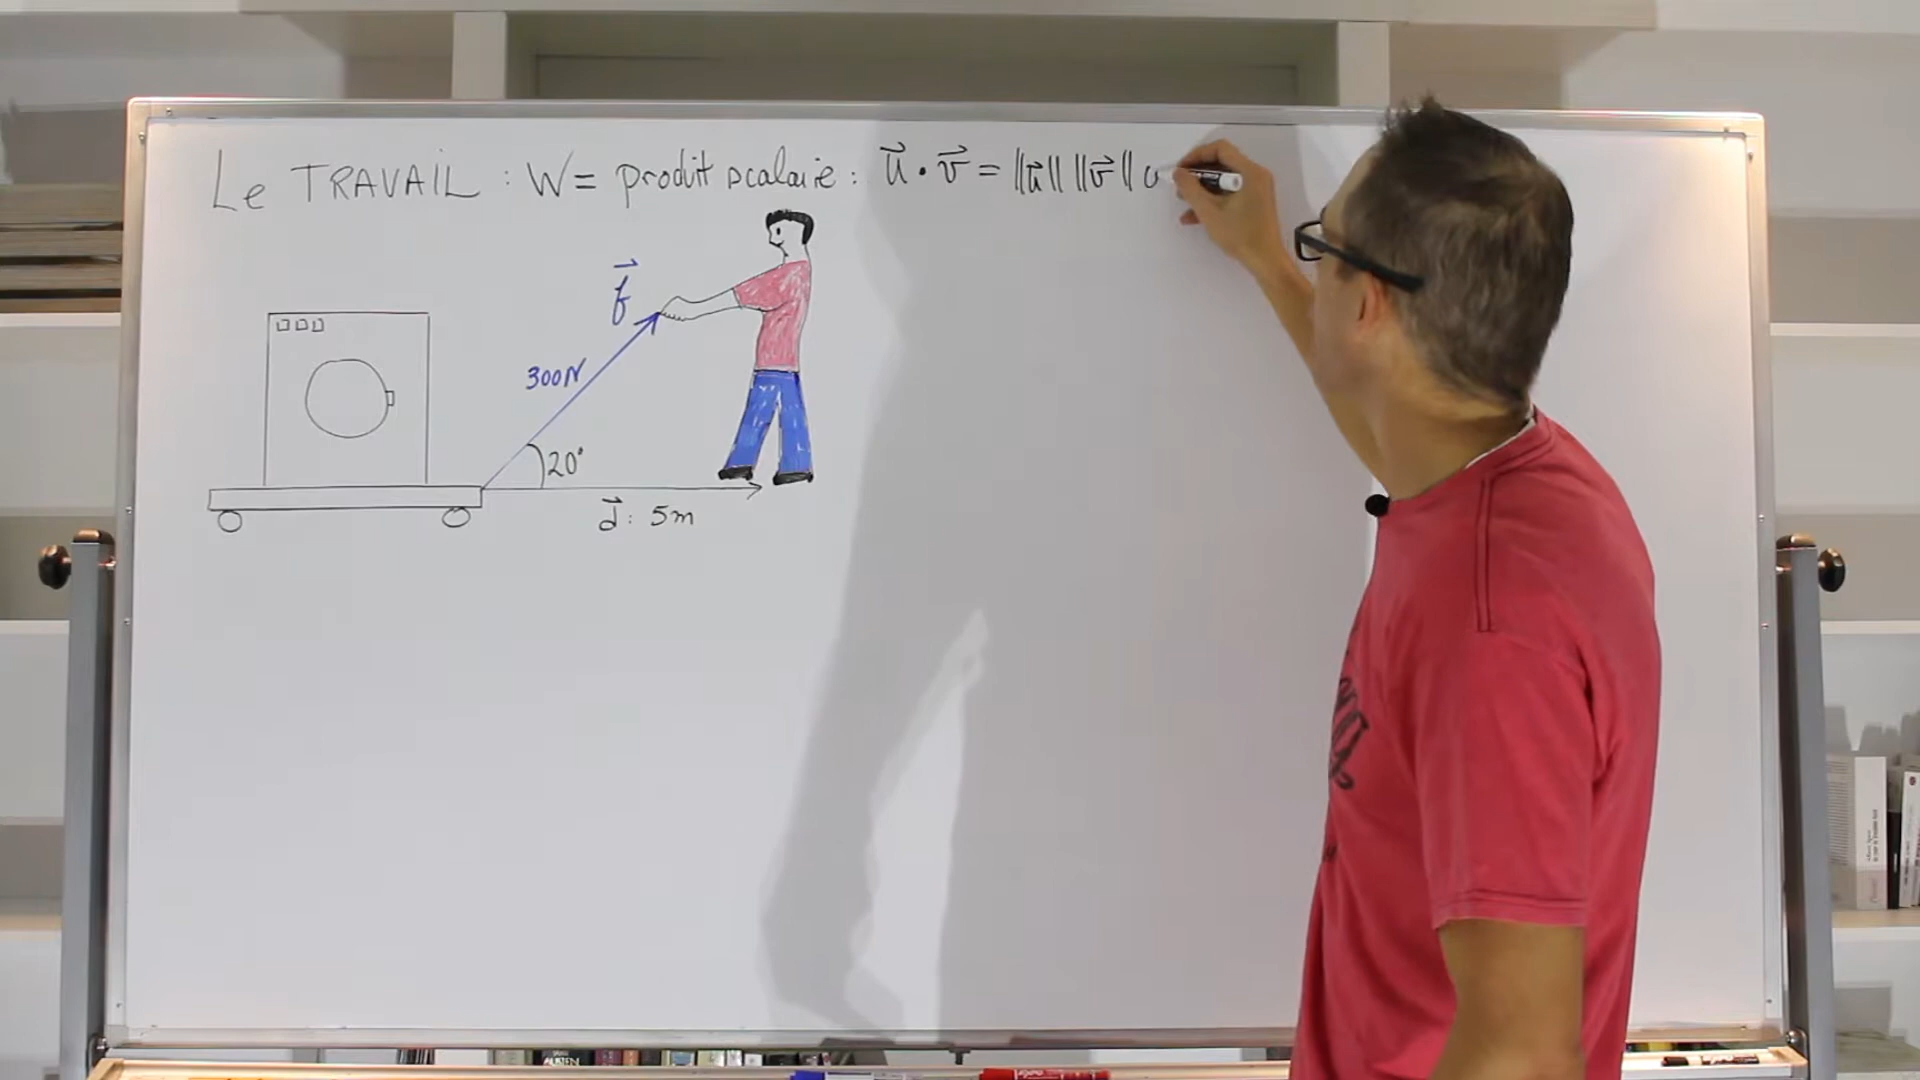 Le TRAVAIL : W = produit scalaire : u⃗ • v⃗ = ||u⃗|| ||v⃗||
f⃗
300N
20°
d⃗ : 5m